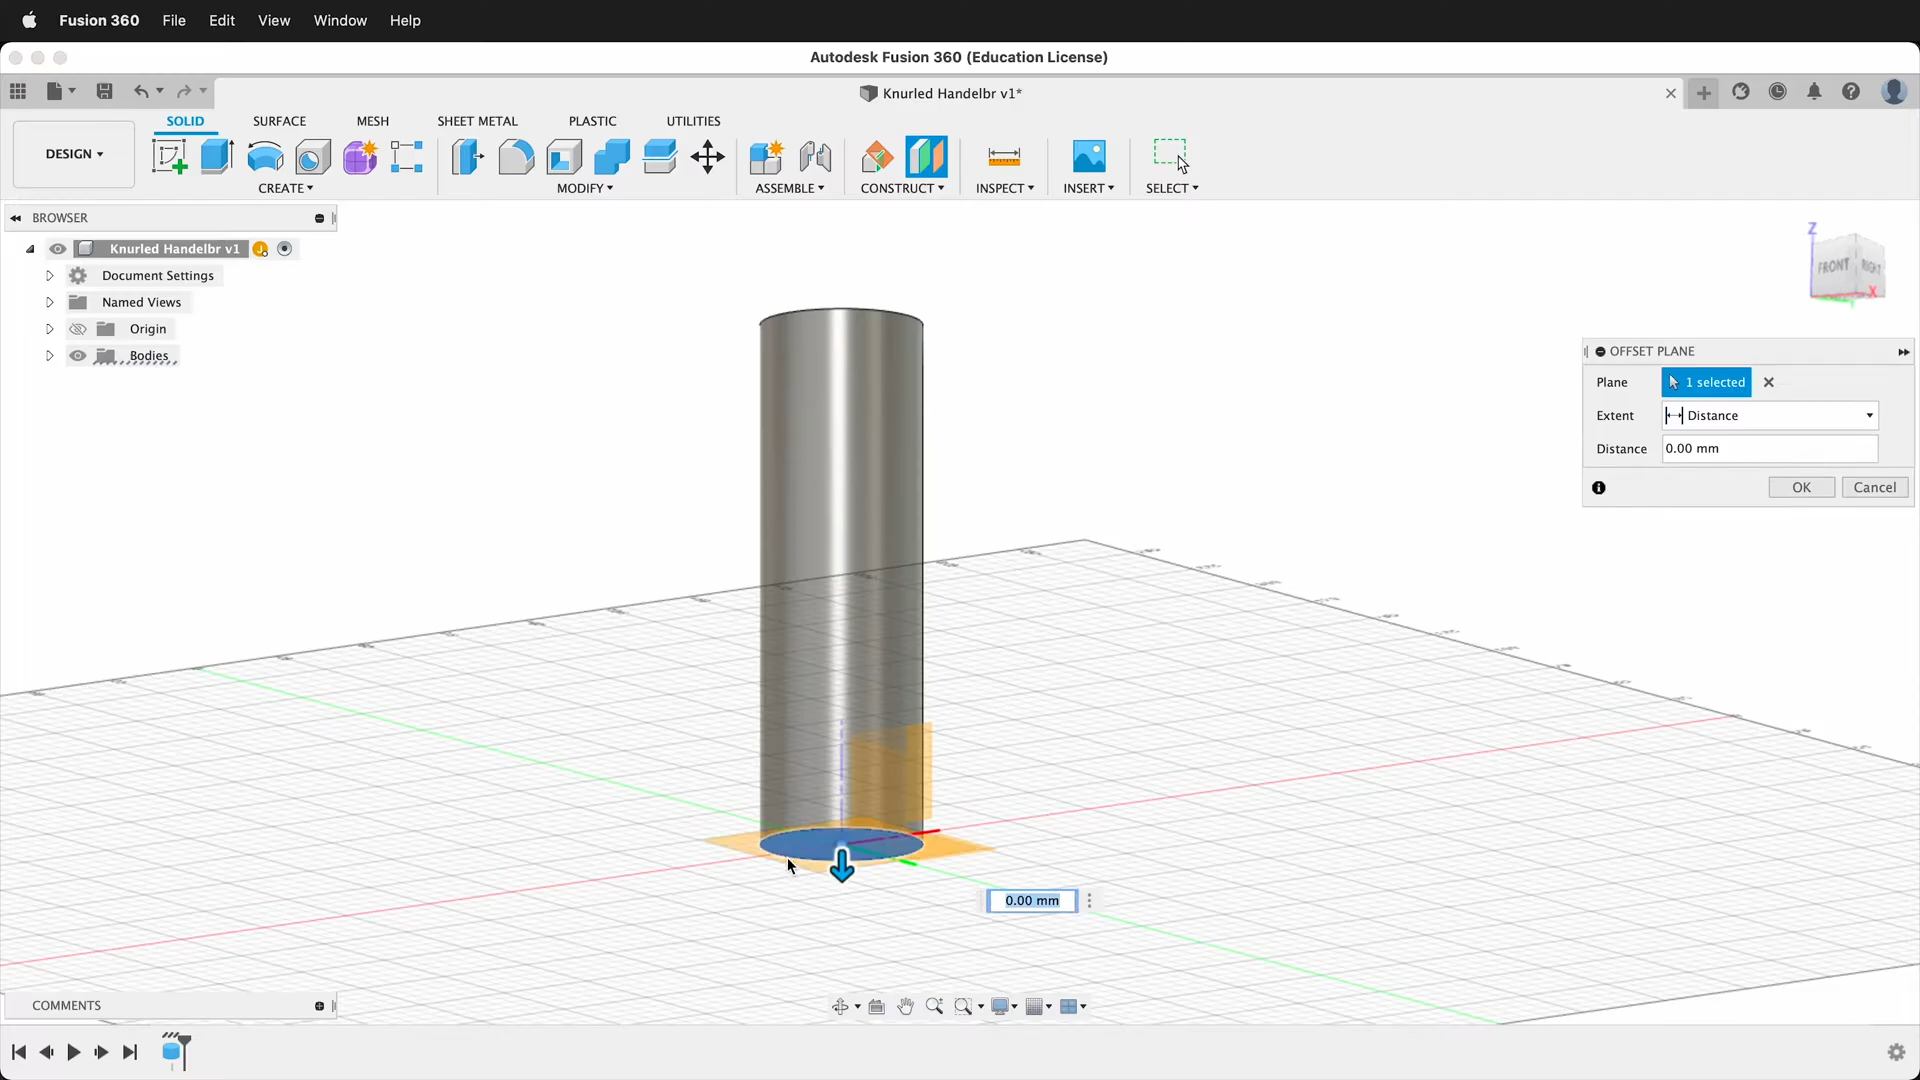 Fusion 360 File Edit View Window Help
Autodesk Fusion 360 (Education License)
Knurled Handelbr v1*
SOLID SURFACE MESH SHEET METAL PLASTIC UTILITIES
DESIGN
CREATE MODIFY ASSEMBLE CONSTRUCT INSPECT INSERT SELECT
BROWSER
Knurled Handelbr v1
Document Settings
Named Views
Origin
Bodies
Z
FRONT RIGHT
X
OFFSET PLANE
Plane 1 selected
Extent Distance
Distance 0.00 mm
OK Cancel
0.00 mm
COMMENTS